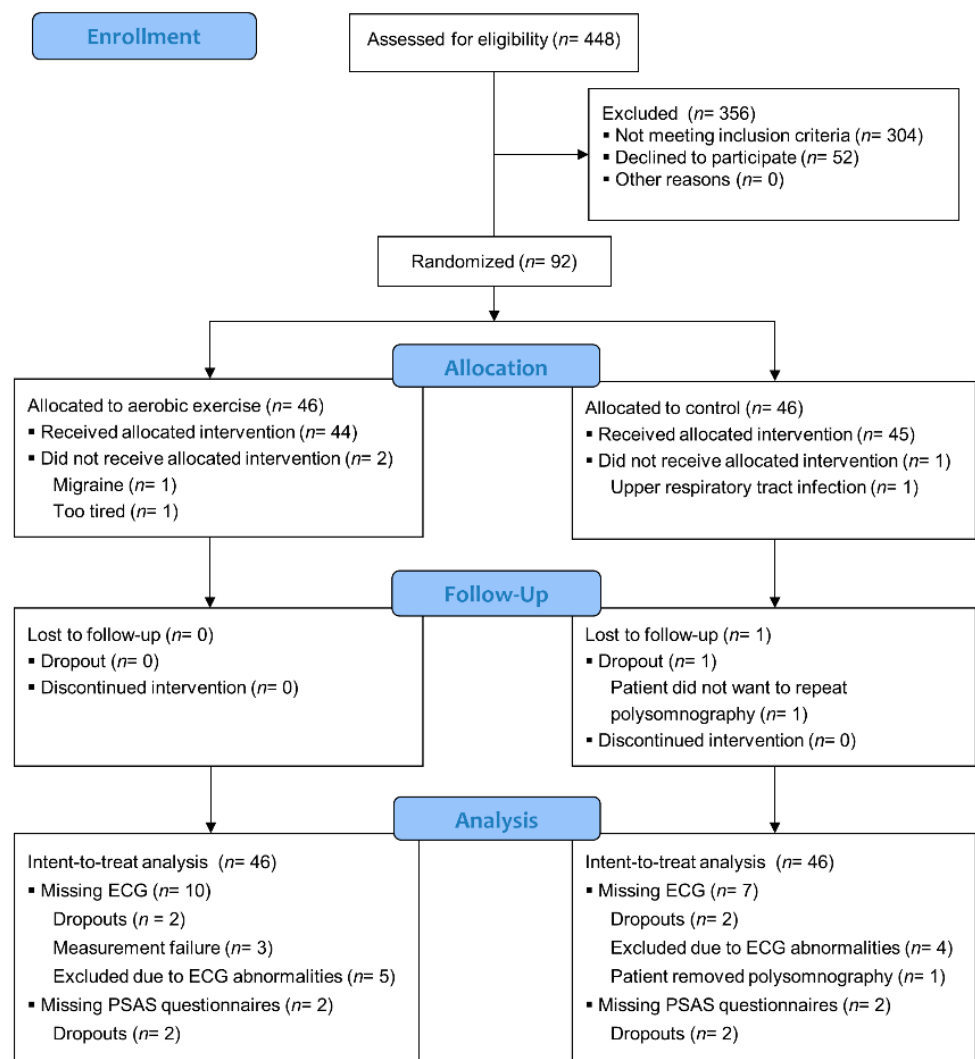 Enrollment
Assessed for eligibility (n= 448)
Excluded (n= 356)
▪ Not meeting inclusion criteria (n= 304)
▪ Declined to participate (n= 52)
▪ Other reasons (n= 0)
Randomized (n= 92)
Allocation
Allocated to aerobic exercise (n= 46)
▪ Received allocated intervention (n= 44)
▪ Did not receive allocated intervention (n= 2)
Migraine (n= 1)
Too tired (n= 1)
Allocated to control (n= 46)
▪ Received allocated intervention (n= 45)
▪ Did not receive allocated intervention (n= 1)
Upper respiratory tract infection (n= 1)
Follow-Up
Lost to follow-up (n= 0)
▪ Dropout (n= 0)
▪ Discontinued intervention (n= 0)
Lost to follow-up (n= 1)
▪ Dropout (n= 1)
Patient did not want to repeat
polysomnography (n= 1)
▪ Discontinued intervention (n= 0)
Analysis
Intent-to-treat analysis (n= 46)
▪ Missing ECG (n= 10)
Dropouts (n = 2)
Measurement failure (n= 3)
Excluded due to ECG abnormalities (n= 5)
▪ Missing PSAS questionnaires (n= 2)
Dropouts (n= 2)
Intent-to-treat analysis (n= 46)
▪ Missing ECG (n= 7)
Dropouts (n= 2)
Excluded due to ECG abnormalities (n= 4)
Patient removed polysomnography (n= 1)
▪ Missing PSAS questionnaires (n= 2)
Dropouts (n= 2)